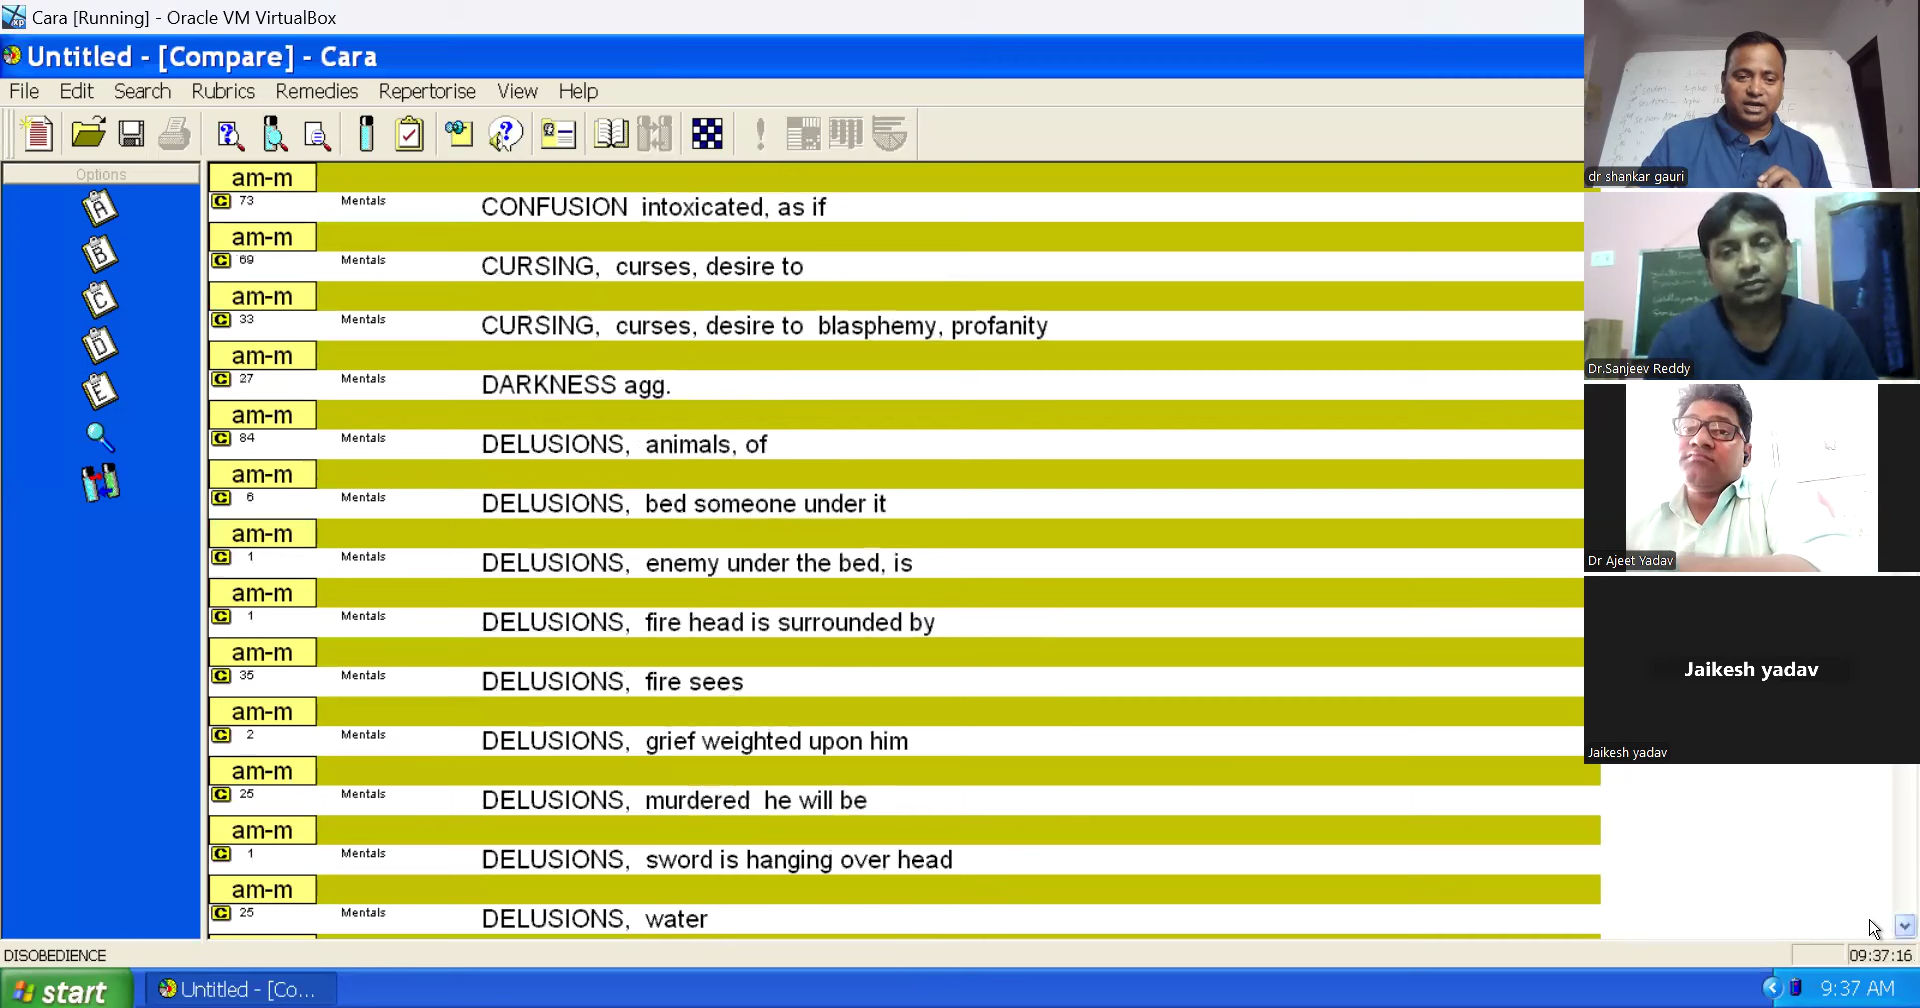 Cara [Running] - Oracle VM VirtualBox
Untitled - [Compare] - Cara
File Edit Search Rubrics Remedies Repertorise View Help
Options
A
B
C
D
E
am-m
C 73 Mentals CONFUSION intoxicated, as if
am-m
C 69 Mentals CURSING, curses, desire to
am-m
C 33 Mentals CURSING, curses, desire to blasphemy, profanity
am-m
C 27 Mentals DARKNESS agg.
am-m
C 84 Mentals DELUSIONS, animals, of
am-m
C 6 Mentals DELUSIONS, bed someone under it
am-m
C 1 Mentals DELUSIONS, enemy under the bed, is
am-m
C 1 Mentals DELUSIONS, fire head is surrounded by
am-m
C 35 Mentals DELUSIONS, fire sees
am-m
C 2 Mentals DELUSIONS, grief weighted upon him
am-m
C 25 Mentals DELUSIONS, murdered he will be
am-m
C 1 Mentals DELUSIONS, sword is hanging over head
am-m
C 25 Mentals DELUSIONS, water
DISOBEDIENCE
09:37:16
start
Untitled - [Co...
9:37 AM
dr shankar gauri
Dr.Sanjeev Reddy
Dr Ajeet Yadav
Jaikesh yadav
Jaikesh yadav